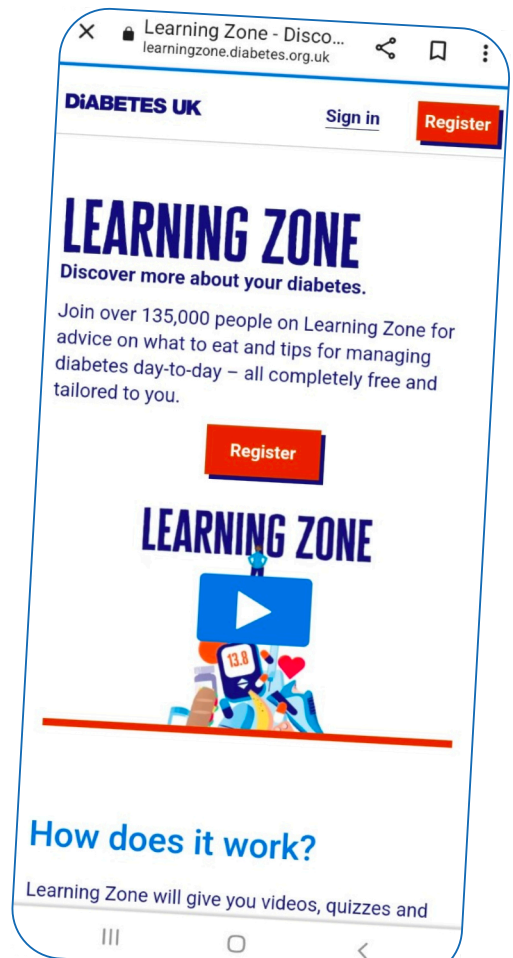 Learning Zone - Disco...
learningzone.diabetes.org.uk
DiABETES UK
Sign in
Register
LEARNING ZONE
Discover more about your diabetes.
Join over 135,000 people on Learning Zone for
advice on what to eat and tips for managing
diabetes day-to-day – all completely free and
tailored to you.
Register
LEARNING ZONE
13.8
How does it work?
Learning Zone will give you videos, quizzes and